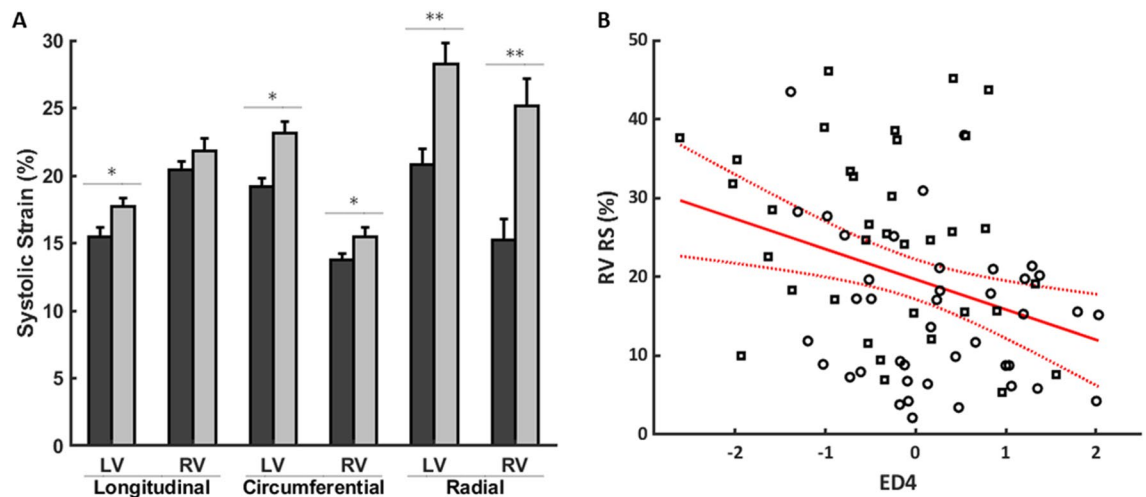 A
Systolic Strain (%)
30
25
20
15
10
5
0
*
*
*
**
**
LV RV LV RV LV RV
Longitudinal Circumferential Radial
B
RV RS (%)
50
40
30
20
10
0
-2 -1 0 1 2
ED4